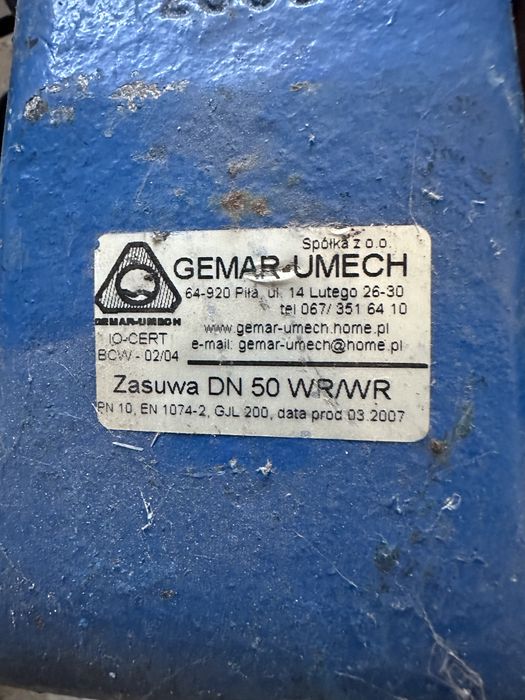 Spółka z o.o.
GEMAR-UMECH
64-920 Piła, ul. 14 Lutego 26-30
tel 067/ 351 64 10
www.gemar-umech.home.pl
e-mail: gemar-umech@home.pl
GEMAR-UMECH
IO-CERT
BCW - 02/04
Zasuwa DN 50 WR/WR
PN 10, EN 1074-2, GJL 200, data prod 03.2007